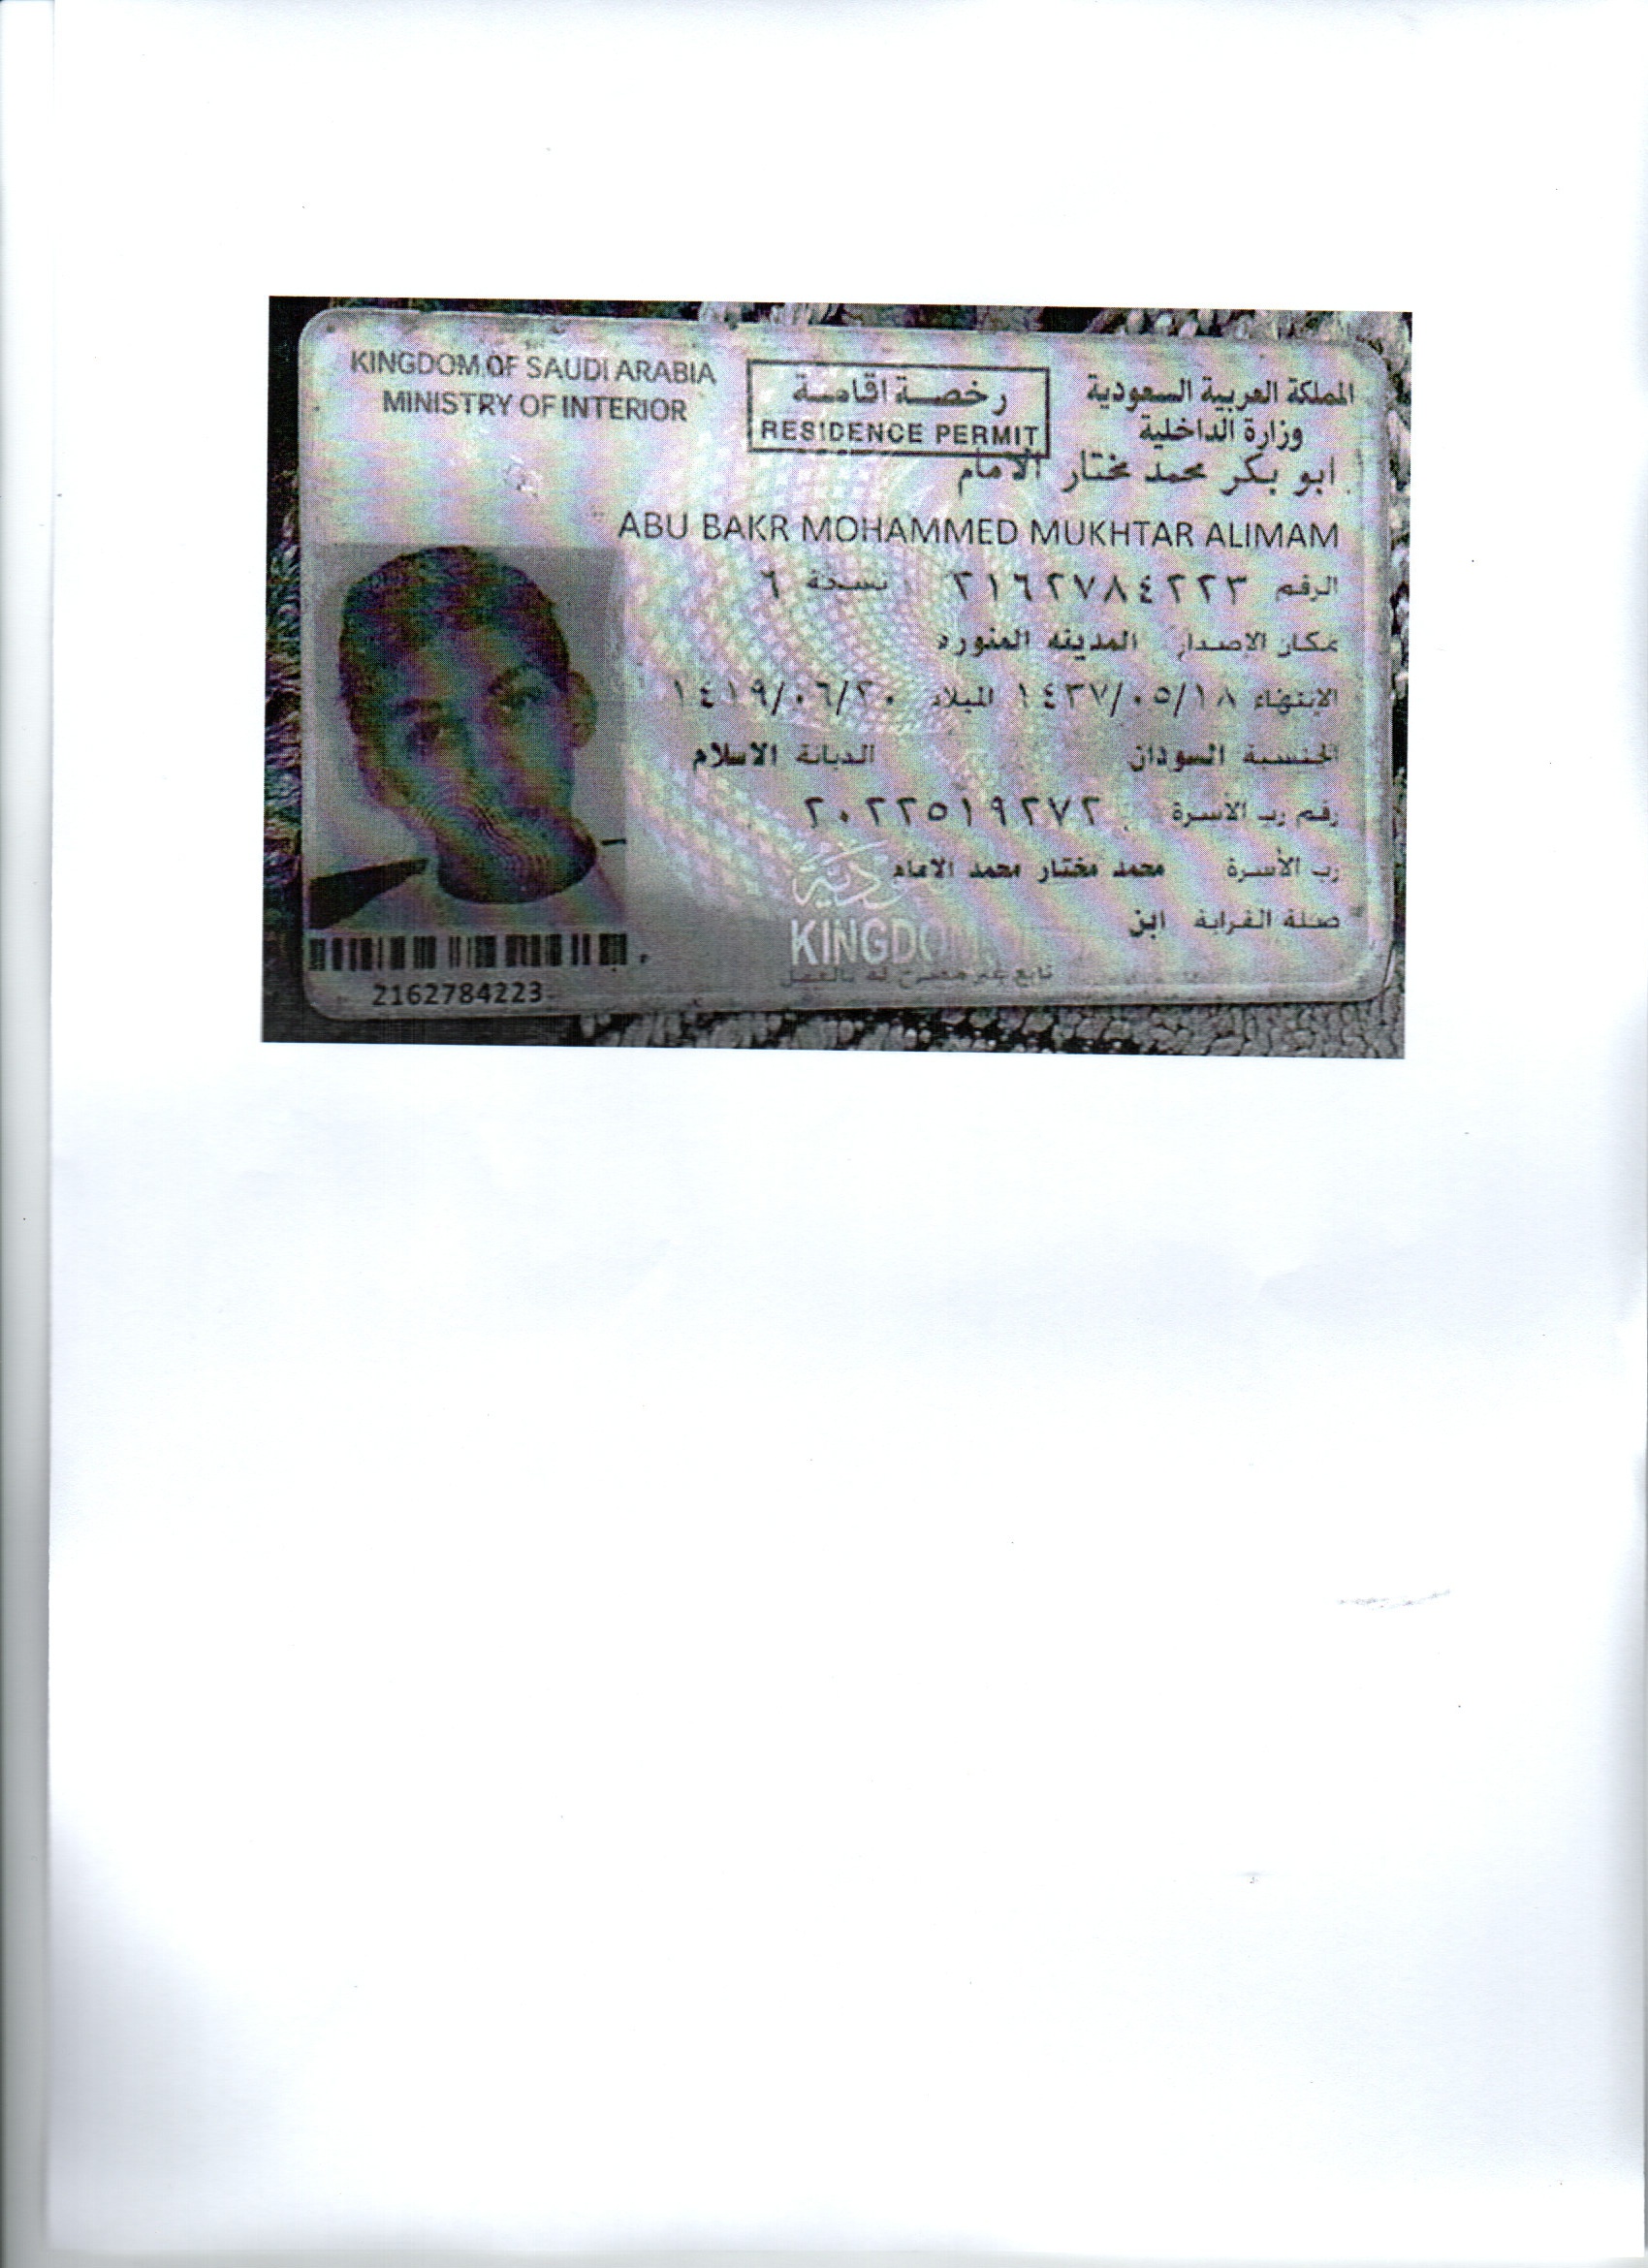 KINGDOM OF SAUDI ARABIA
MINISTRY OF INTERIOR
رخصة اقامة
RESIDENCE PERMIT
المملكة العربية السعودية
وزارة الداخلية
ابو بكر محمد مختار الامام
ABU BAKR MOHAMMED MUKHTAR ALIMAM
الرقم ٢١٦٢٧٨٤٢٢٣ نسخة ٦
مكان الاصدار المدينه المنوره
الإنتهاء ١٤٣٧/٠٥/١٨ الميلاد ١٤١٩/٠٦/٢٠
الجنسية السودان الديانة الاسلام
رقم رب الأسرة ٢٠٢٢٥١٩٢٧٢
رب الأسرة محمد مختار محمد الامام
صلة القرابة ابن
KINGDO
تابع غير مصرح له بالعمل
2162784223